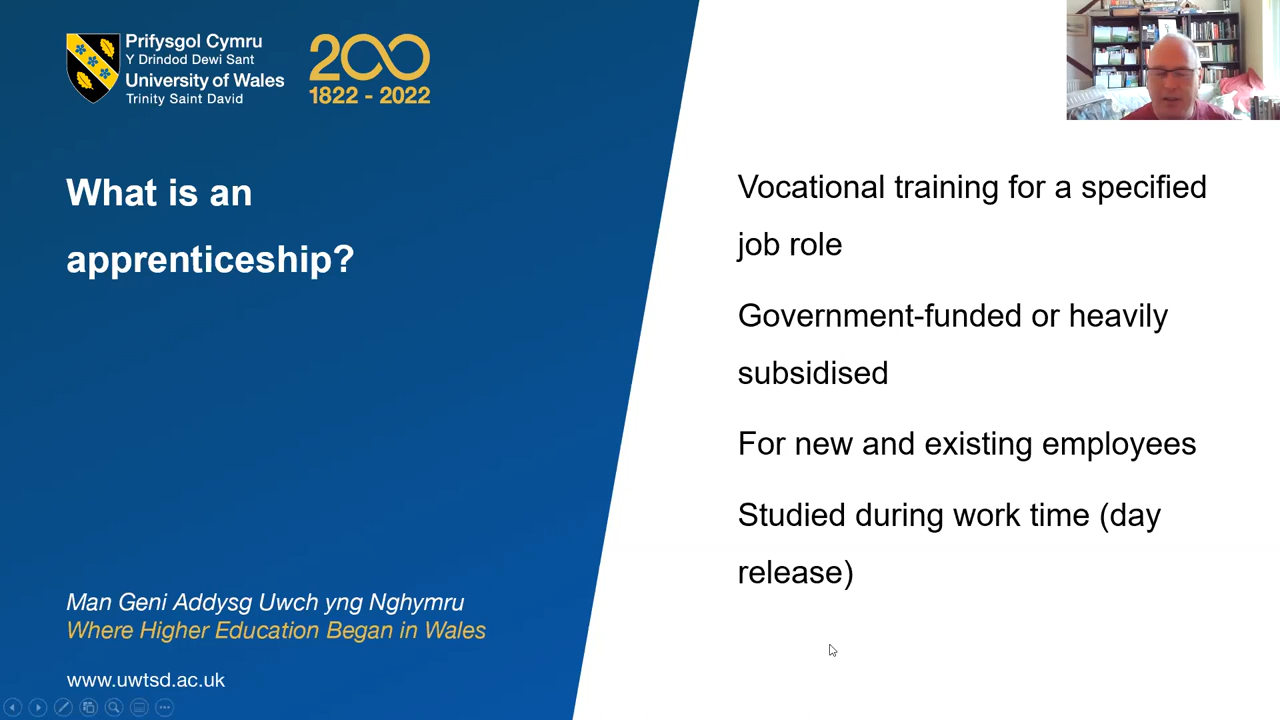 Prifysgol Cymru
Y Drindod Dewi Sant
University of Wales
Trinity Saint David
200
1822 - 2022
What is an
apprenticeship?
Vocational training for a specified
job role
Government-funded or heavily
subsidised
For new and existing employees
Studied during work time (day
release)
Man Geni Addysg Uwch yng Nghymru
Where Higher Education Began in Wales
www.uwtsd.ac.uk